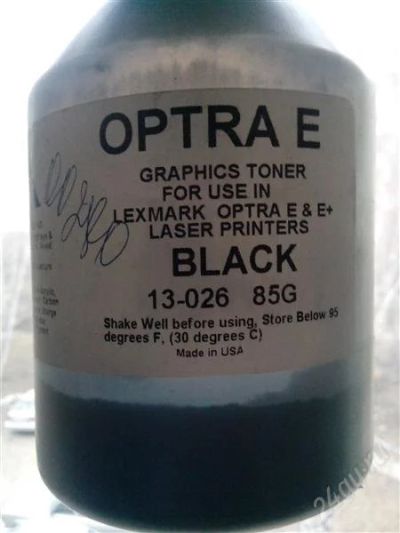 OPTRA E
GRAPHICS TONER
FOR USE IN
LEXMARK OPTRA E & E+
LASER PRINTERS
BLACK
13-026 85G
Shake Well before using, Store Below 95
degrees F, (30 degrees C)
Made in USA